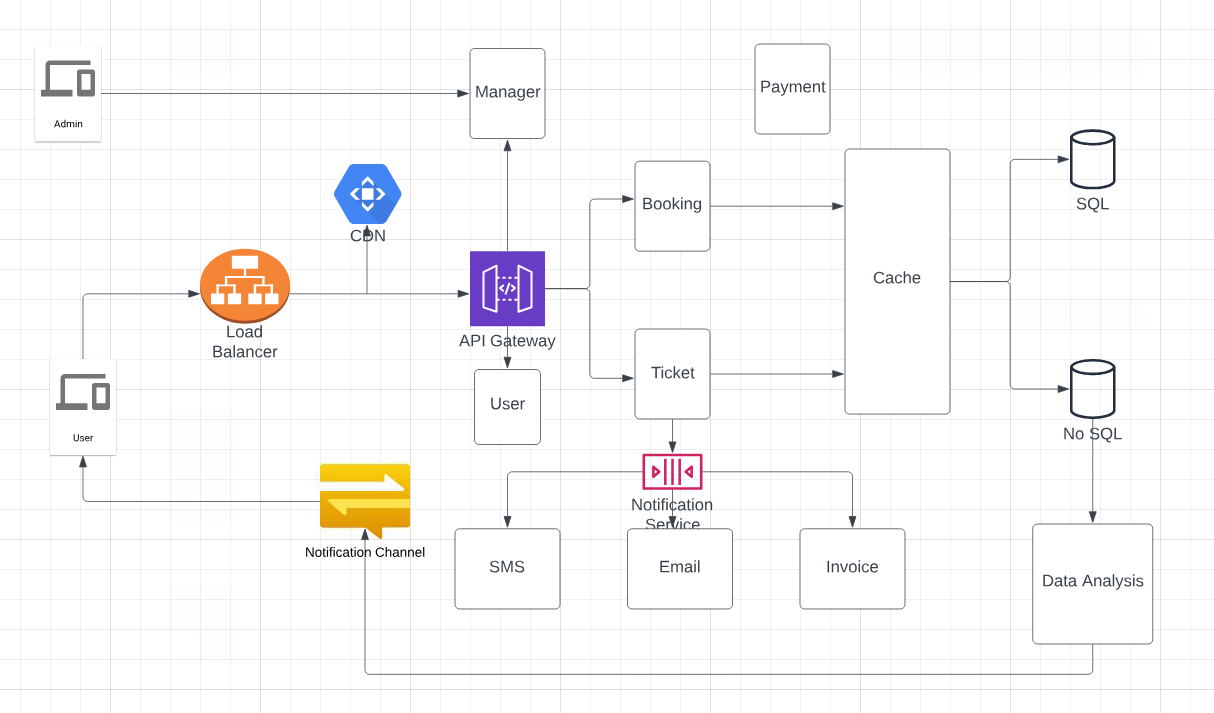 Payment
Manager
Admin
Booking
SQL
CDN
Cache
Load
Balancer
API Gateway
Ticket
User
User
No SQL
Notification
Service
Notification Channel
SMS
Email
Invoice
Data Analysis